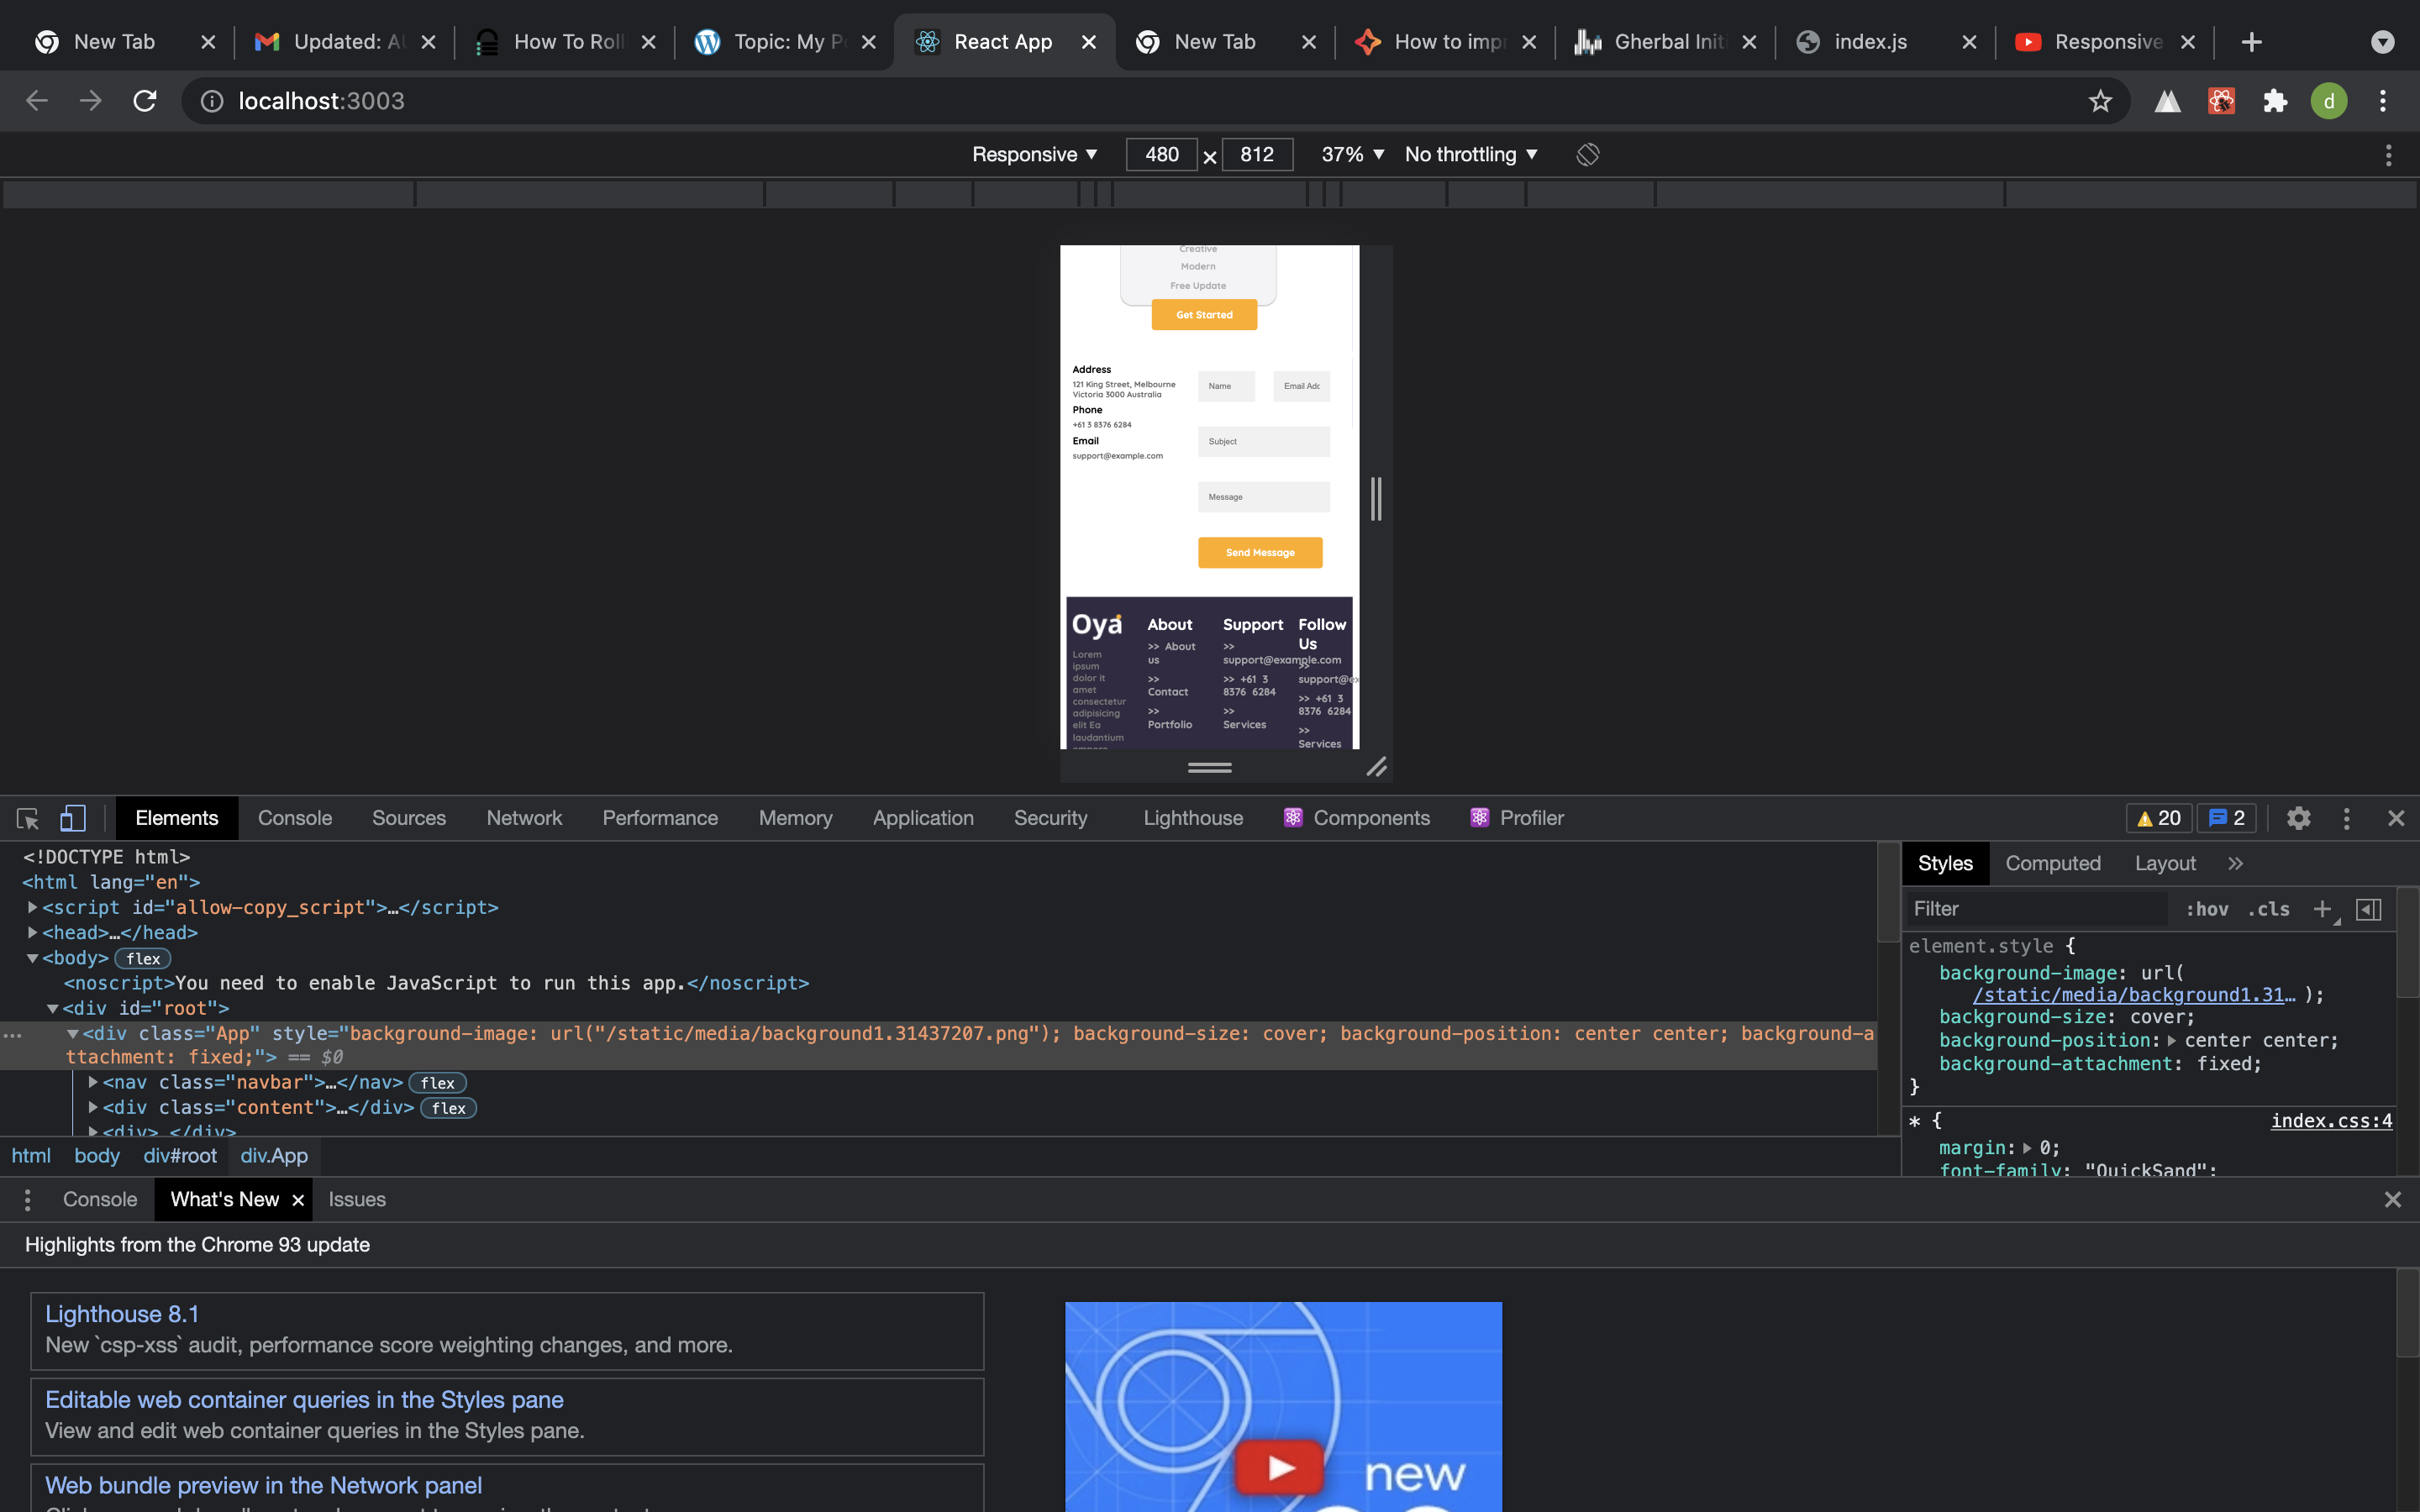 New Tab
Updated: AU
How To Roll
Topic: My Po
React App
New Tab
How to impr
Gherbal Initi
index.js
Responsive
localhost:3003
d
Responsive ▼ 480 × 812 37% ▼ No throttling ▼
Creative
Modern
Free Update
Get Started
Address
121 King Street, Melbourne
Victoria 3000 Australia
Phone
+61 3 8376 6284
Email
support@example.com
Name
Email Add
Subject
Message
Send Message
Oya
Lorem
ipsum
dolor it
amet
consectetur
adipisicing
elit Ea
laudantium
About
>> About
us
>>
Contact
>>
Portfolio
Support
>>
support@example.com
>> +61 3
8376 6284
>>
Services
Follow
Us
>>
support@ex
>> +61 3
8376 6284
>>
Services
Elements Console Sources Network Performance Memory Application Security Lighthouse Components Profiler 20 2
<!DOCTYPE html>
<html lang="en">
<script id="allow-copy_script">…</script>
<head>…</head>
<body> flex
<noscript>You need to enable JavaScript to run this app.</noscript>
<div id="root">
<div class="App" style="background-image: url("/static/media/background1.31437207.png"); background-size: cover; background-position: center center; background-a
ttachment: fixed;"> == $0
<nav class="navbar">…</nav> flex
<div class="content">…</div> flex
<div> </div>
html body div#root div.App
Styles Computed Layout »
Filter :hov .cls +
element.style {
background-image: url(
/static/media/background1.31… );
background-size: cover;
background-position: center center;
background-attachment: fixed;
}
* { index.css:4
margin: 0;
font-family: "QuickSand";
Console What's New Issues
Highlights from the Chrome 93 update
Lighthouse 8.1
New `csp-xss` audit, performance score weighting changes, and more.
Editable web container queries in the Styles pane
View and edit web container queries in the Styles pane.
Web bundle preview in the Network panel
new